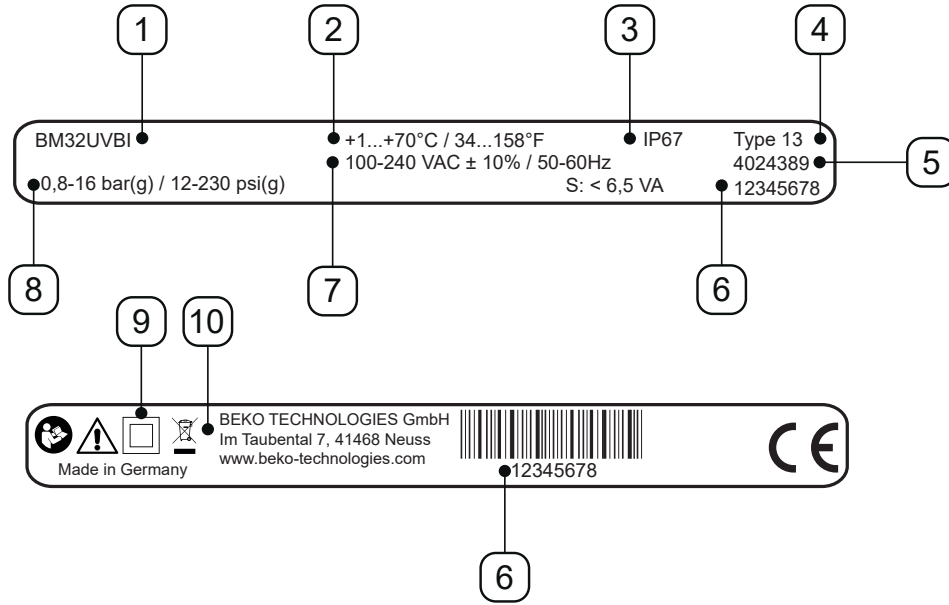 1 2 3 4
BM32UVBI +1...+70°C / 34...158°F IP67 Type 13
100-240 VAC ± 10% / 50-60Hz 4024389
5
0,8-16 bar(g) / 12-230 psi(g) S: < 6,5 VA 12345678
8 7 6
9 10
BEKO TECHNOLOGIES GmbH
Im Taubental 7, 41468 Neuss
www.beko-technologies.com
Made in Germany
12345678
CE
6